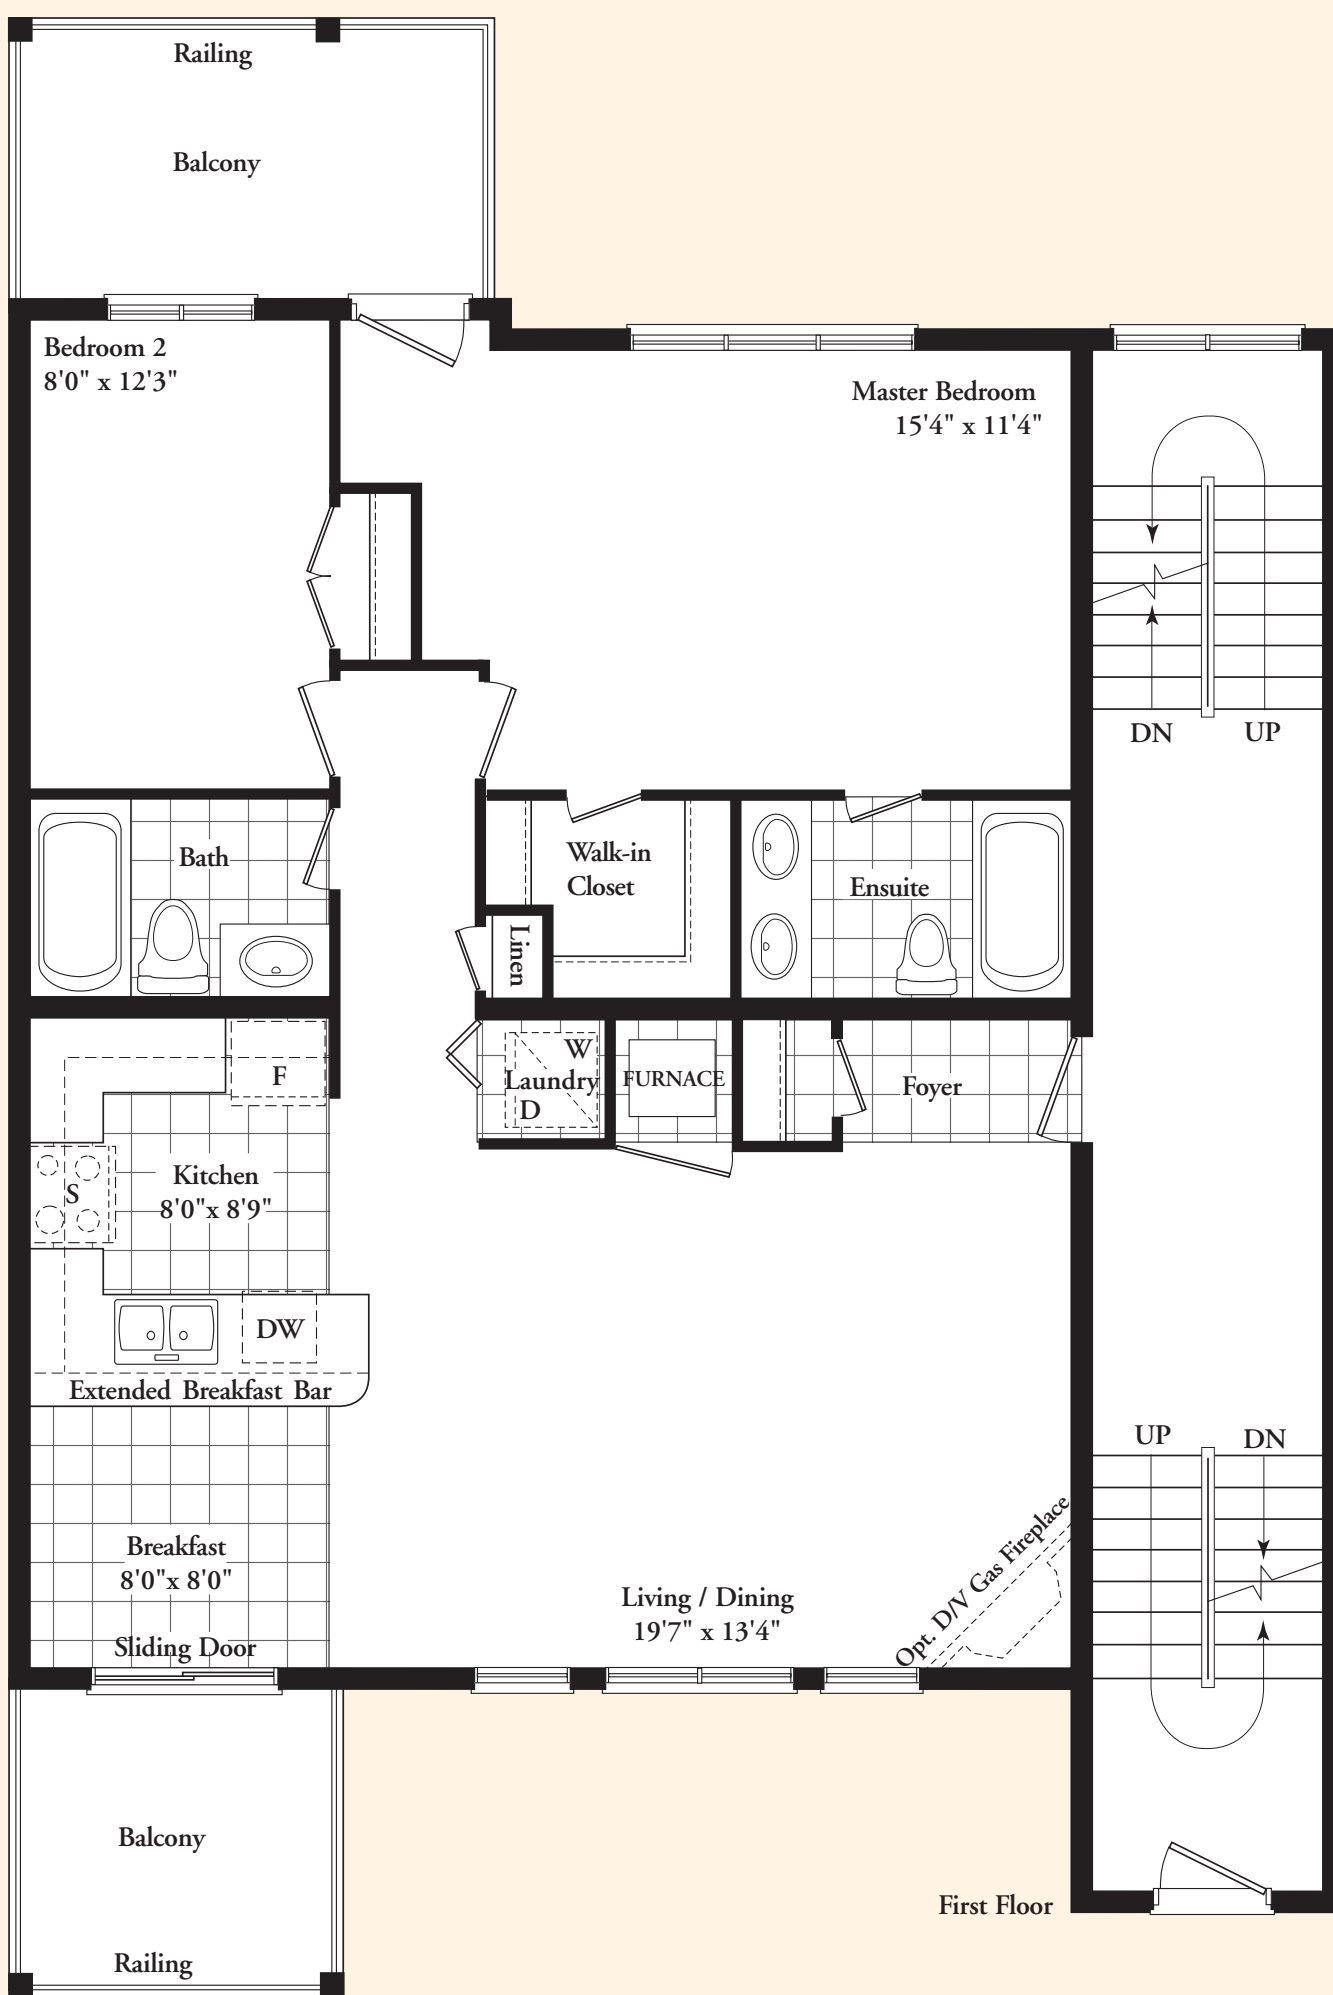 Railing
Balcony
Bedroom 2
8'0" x 12'3"
Master Bedroom
15'4" x 11'4"
DN
UP
Bath
Walk-in
Closet
Ensuite
Linen
F
W
Laundry
D
FURNACE
Foyer
S
Kitchen
8'0"x 8'9"
DW
Extended Breakfast Bar
UP
DN
Breakfast
8'0"x 8'0"
Sliding Door
Living / Dining
19'7" x 13'4"
Opt. D/V Gas Fireplace
Balcony
First Floor
Railing